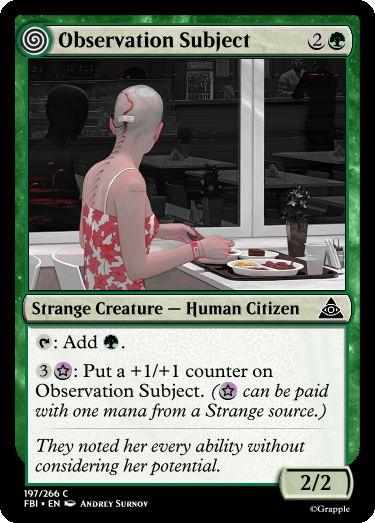 Observation Subject 2
Strange Creature — Human Citizen
: Add .
3 : Put a +1/+1 counter on
Observation Subject. ( can be paid
with one mana from a Strange source.)
They noted her every ability without
considering her potential.
2/2
197/266 C
FBI • EN Andrey Surnov
©Grapple